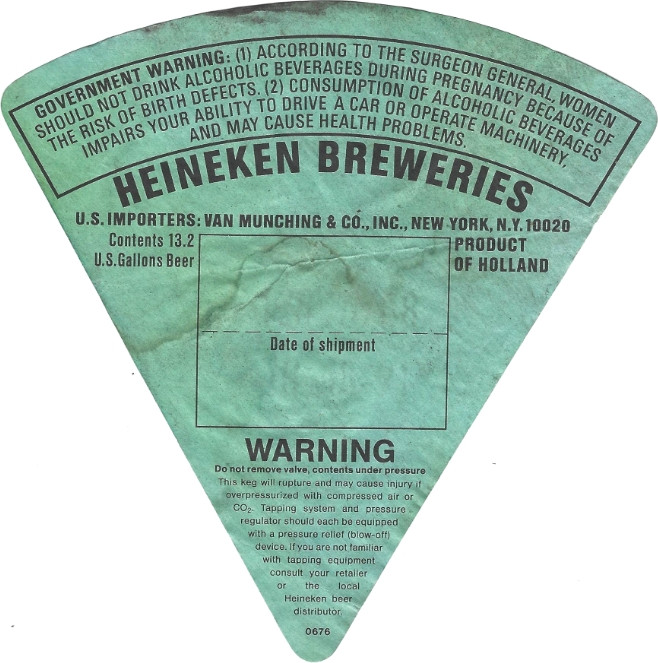 GOVERNMENT WARNING: (1) ACCORDING TO THE SURGEON GENERAL, WOMEN
SHOULD NOT DRINK ALCOHOLIC BEVERAGES DURING PREGNANCY BECAUSE OF
THE RISK OF BIRTH DEFECTS. (2) CONSUMPTION OF ALCOHOLIC BEVERAGES
IMPAIRS YOUR ABILITY TO DRIVE A CAR OR OPERATE MACHINERY,
AND MAY CAUSE HEALTH PROBLEMS.
HEINEKEN BREWERIES
U.S. IMPORTERS: VAN MUNCHING & CO., INC., NEW YORK, N.Y. 10020
Contents 13.2
U.S.Gallons Beer
PRODUCT
OF HOLLAND
Date of shipment
WARNING
Do not remove valve, contents under pressure
This keg will rupture and may cause injury if
overpressurized with compressed air or
CO₂. Tapping system and pressure
regulator should each be equipped
with a pressure relief (blow-off)
device. If you are not familiar
with tapping equipment
consult your retailer
or the local
Heineken beer
distributor.
0676